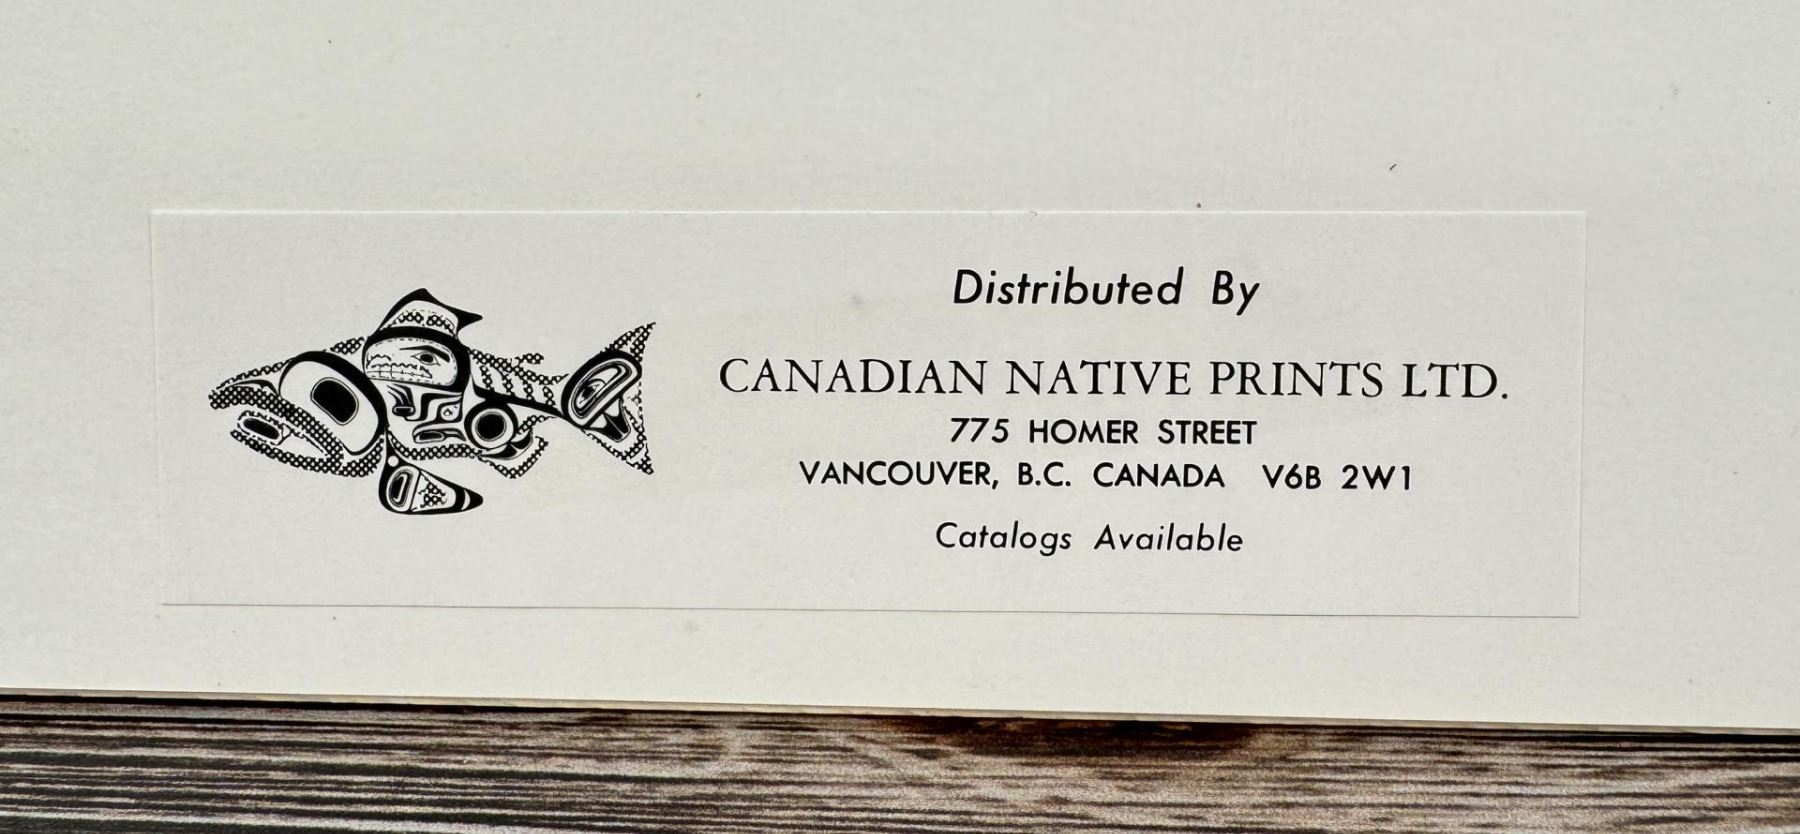 Distributed By
CANADIAN NATIVE PRINTS LTD.
775 HOMER STREET
VANCOUVER, B.C. CANADA V6B 2W1
Catalogs Available